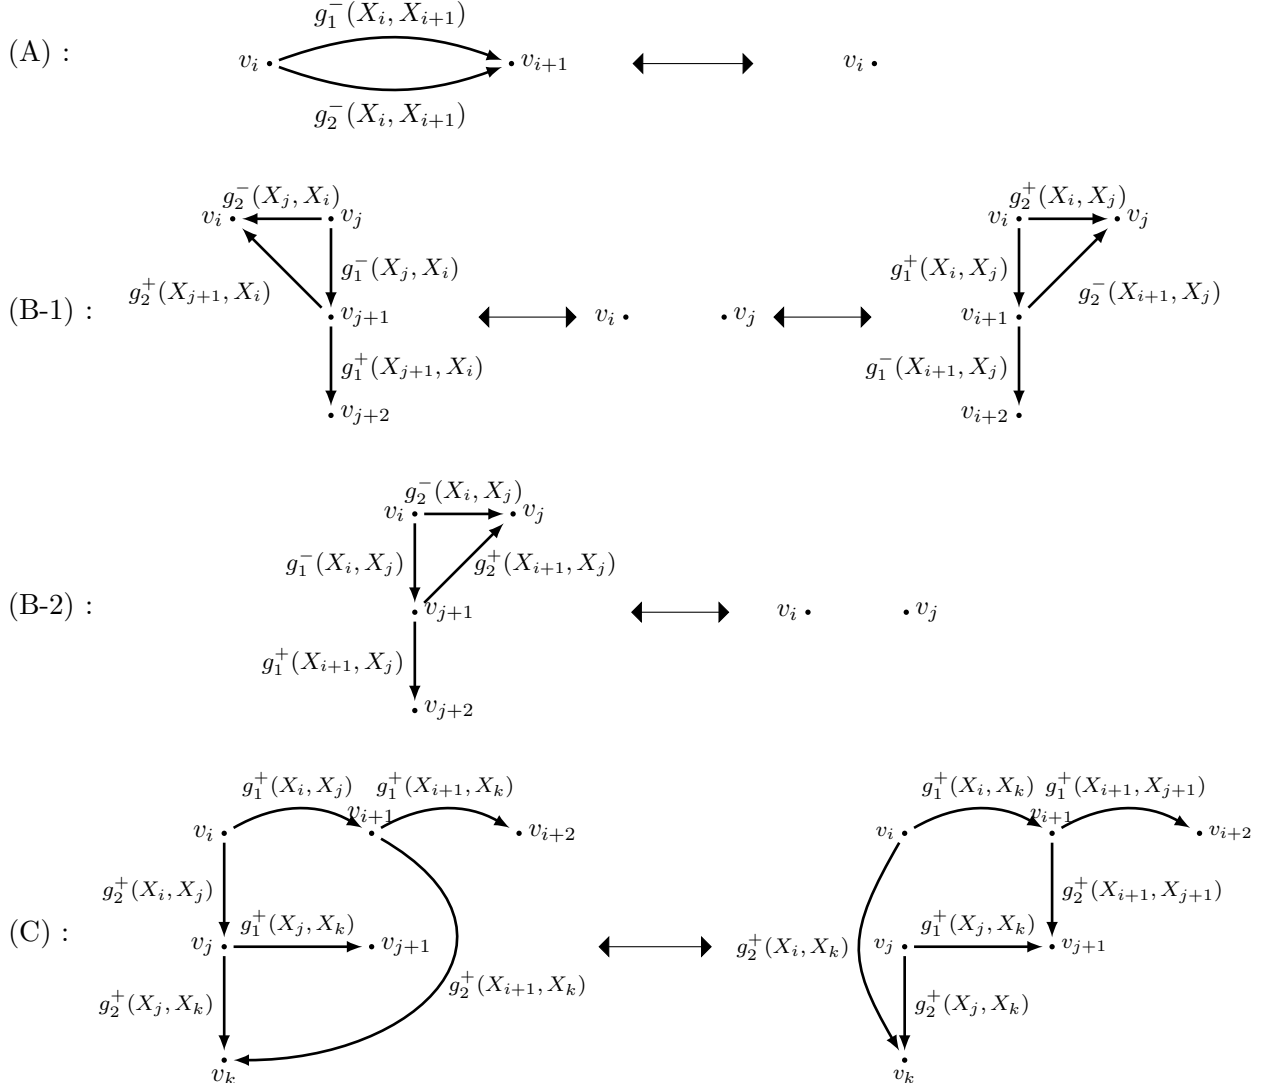 (A) :
g_1^-(X_i, X_{i+1})
v_i
v_{i+1}
v_i
g_2^-(X_i, X_{i+1})
(B-1) :
g_2^-(X_j, X_i)
v_i
v_j
g_1^-(X_j, X_i)
g_2^+(X_{j+1}, X_i)
v_{j+1}
g_1^+(X_{j+1}, X_i)
v_{j+2}
v_i
v_j
g_2^+(X_i, X_j)
v_i
v_j
g_1^+(X_i, X_j)
g_2^-(X_{i+1}, X_j)
v_{i+1}
g_1^-(X_{i+1}, X_j)
v_{i+2}
(B-2) :
g_2^-(X_i, X_j)
v_i
v_j
g_1^-(X_i, X_j)
g_2^+(X_{i+1}, X_j)
v_{j+1}
g_1^+(X_{i+1}, X_j)
v_{j+2}
v_i
v_j
(C) :
g_1^+(X_i, X_j)
g_1^+(X_{i+1}, X_k)
v_i
v_{i+1}
v_{i+2}
g_2^+(X_i, X_j)
g_1^+(X_j, X_k)
v_j
v_{j+1}
g_2^+(X_j, X_k)
g_2^+(X_{i+1}, X_k)
v_k
g_1^+(X_i, X_k)
g_1^+(X_{i+1}, X_{j+1})
v_i
v_{i+1}
v_{i+2}
g_2^+(X_{i+1}, X_{j+1})
g_1^+(X_j, X_k)
g_2^+(X_i, X_k)
v_j
v_{j+1}
g_2^+(X_j, X_k)
v_k